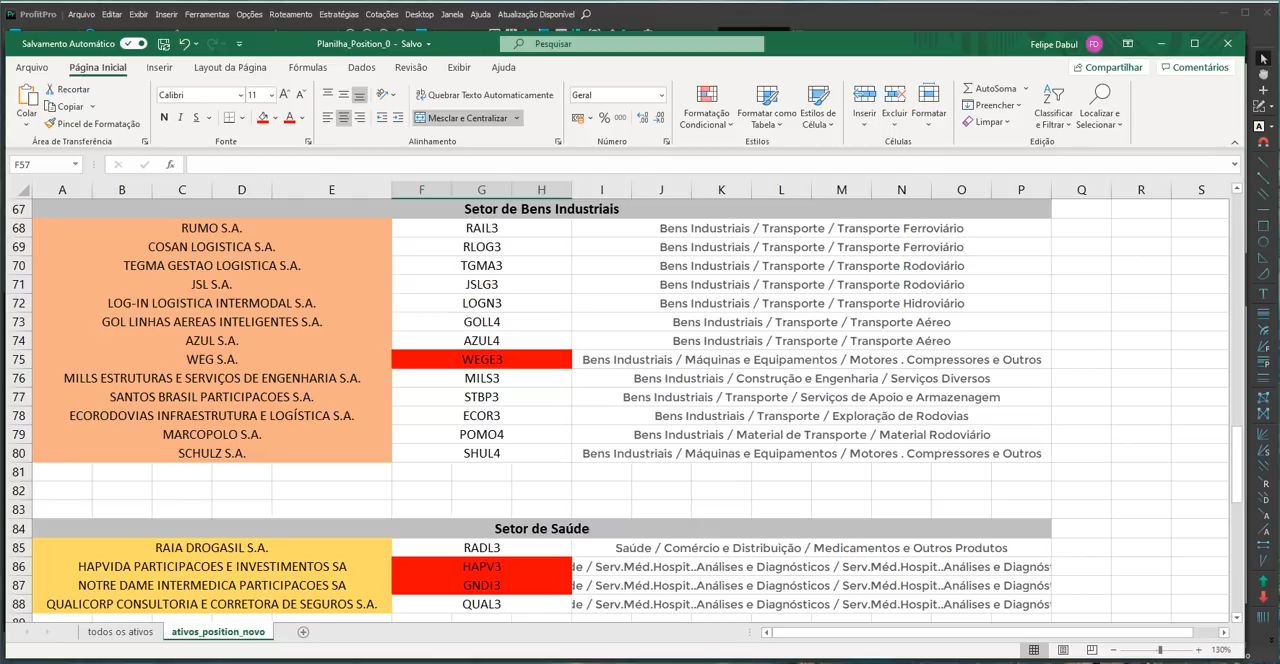 ProfitPro Arquivo Editar Exibir Inserir Ferramentas Opções Roteamento Estratégias Cotações Desktop Janela Ajuda Atualização Disponível
Salvamento Automático Planilha_Position_0 - Salvo Pesquisar Felipe Dabul FD
Arquivo Página Inicial Inserir Layout da Página Fórmulas Dados Revisão Exibir Ajuda Compartilhar Comentários
Colar Recortar Copiar Pincel de Formatação
Calibri 11 Quebrar Texto Automaticamente Geral
N I S Mesclar e Centralizar % 000
Formatação Condicional Formatar como Tabela Estilos de Célula Inserir Excluir Formatar
AutoSoma Preencher Limpar Classificar e Filtrar Localizar e Selecionar
Área de Transferência Fonte Alinhamento Número Estilos Células Edição
F57 fx
A B C D E F G H I J K L M N O P Q R S
67 Setor de Bens Industriais
68 RUMO S.A. RAIL3 Bens Industriais / Transporte / Transporte Ferroviário
69 COSAN LOGISTICA S.A. RLOG3 Bens Industriais / Transporte / Transporte Ferroviário
70 TEGMA GESTAO LOGISTICA S.A. TGMA3 Bens Industriais / Transporte / Transporte Rodoviário
71 JSL S.A. JSLG3 Bens Industriais / Transporte / Transporte Rodoviário
72 LOG-IN LOGISTICA INTERMODAL S.A. LOGN3 Bens Industriais / Transporte / Transporte Hidroviário
73 GOL LINHAS AEREAS INTELIGENTES S.A. GOLL4 Bens Industriais / Transporte / Transporte Aéreo
74 AZUL S.A. AZUL4 Bens Industriais / Transporte / Transporte Aéreo
75 WEG S.A. WEGE3 Bens Industriais / Máquinas e Equipamentos / Motores . Compressores e Outros
76 MILLS ESTRUTURAS E SERVIÇOS DE ENGENHARIA S.A. MILS3 Bens Industriais / Construção e Engenharia / Serviços Diversos
77 SANTOS BRASIL PARTICIPACOES S.A. STBP3 Bens Industriais / Transporte / Serviços de Apoio e Armazenagem
78 ECORODOVIAS INFRAESTRUTURA E LOGÍSTICA S.A. ECOR3 Bens Industriais / Transporte / Exploração de Rodovias
79 MARCOPOLO S.A. POMO4 Bens Industriais / Material de Transporte / Material Rodoviário
80 SCHULZ S.A. SHUL4 Bens Industriais / Máquinas e Equipamentos / Motores . Compressores e Outros
81
82
83
84 Setor de Saúde
85 RAIA DROGASIL S.A. RADL3 Saúde / Comércio e Distribuição / Medicamentos e Outros Produtos
86 HAPVIDA PARTICIPACOES E INVESTIMENTOS SA HAPV3 de / Serv.Méd.Hospit..Análises e Diagnósticos / Serv.Méd.Hospit..Análises e Diagnóst
87 NOTRE DAME INTERMEDICA PARTICIPACOES SA GNDI3 de / Serv.Méd.Hospit..Análises e Diagnósticos / Serv.Méd.Hospit..Análises e Diagnóst
88 QUALICORP CONSULTORIA E CORRETORA DE SEGUROS S.A. QUAL3 de / Serv.Méd.Hospit..Análises e Diagnósticos / Serv.Méd.Hospit..Análises e Diagnóst
todos os ativos ativos_position_novo
130%